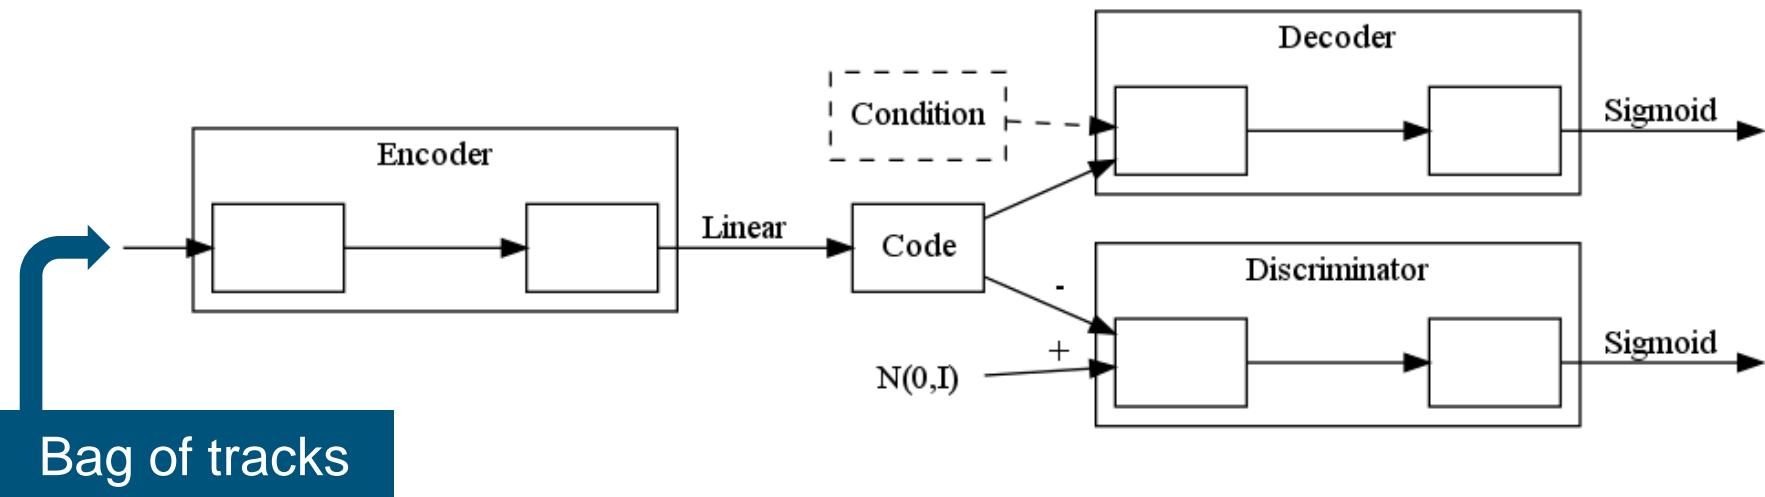 Decoder
Condition
Sigmoid
Encoder
Linear
Code
Discriminator
-
+
Sigmoid
N(0,I)
Bag of tracks